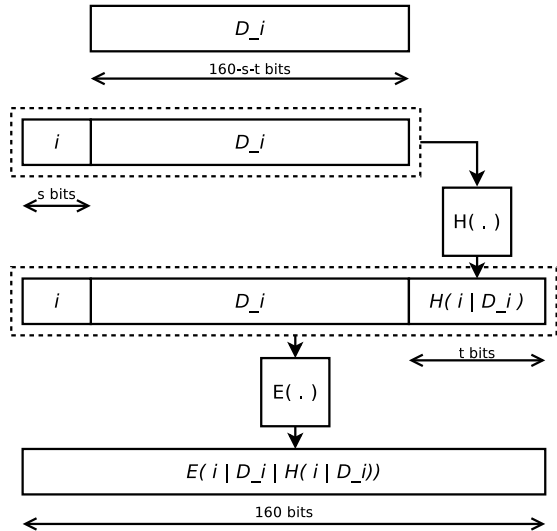 D_i
160-s-t bits
i D_i
s bits
H( . )
i D_i H( i | D_i )
t bits
E( . )
E( i | D_i | H( i | D_i))
160 bits